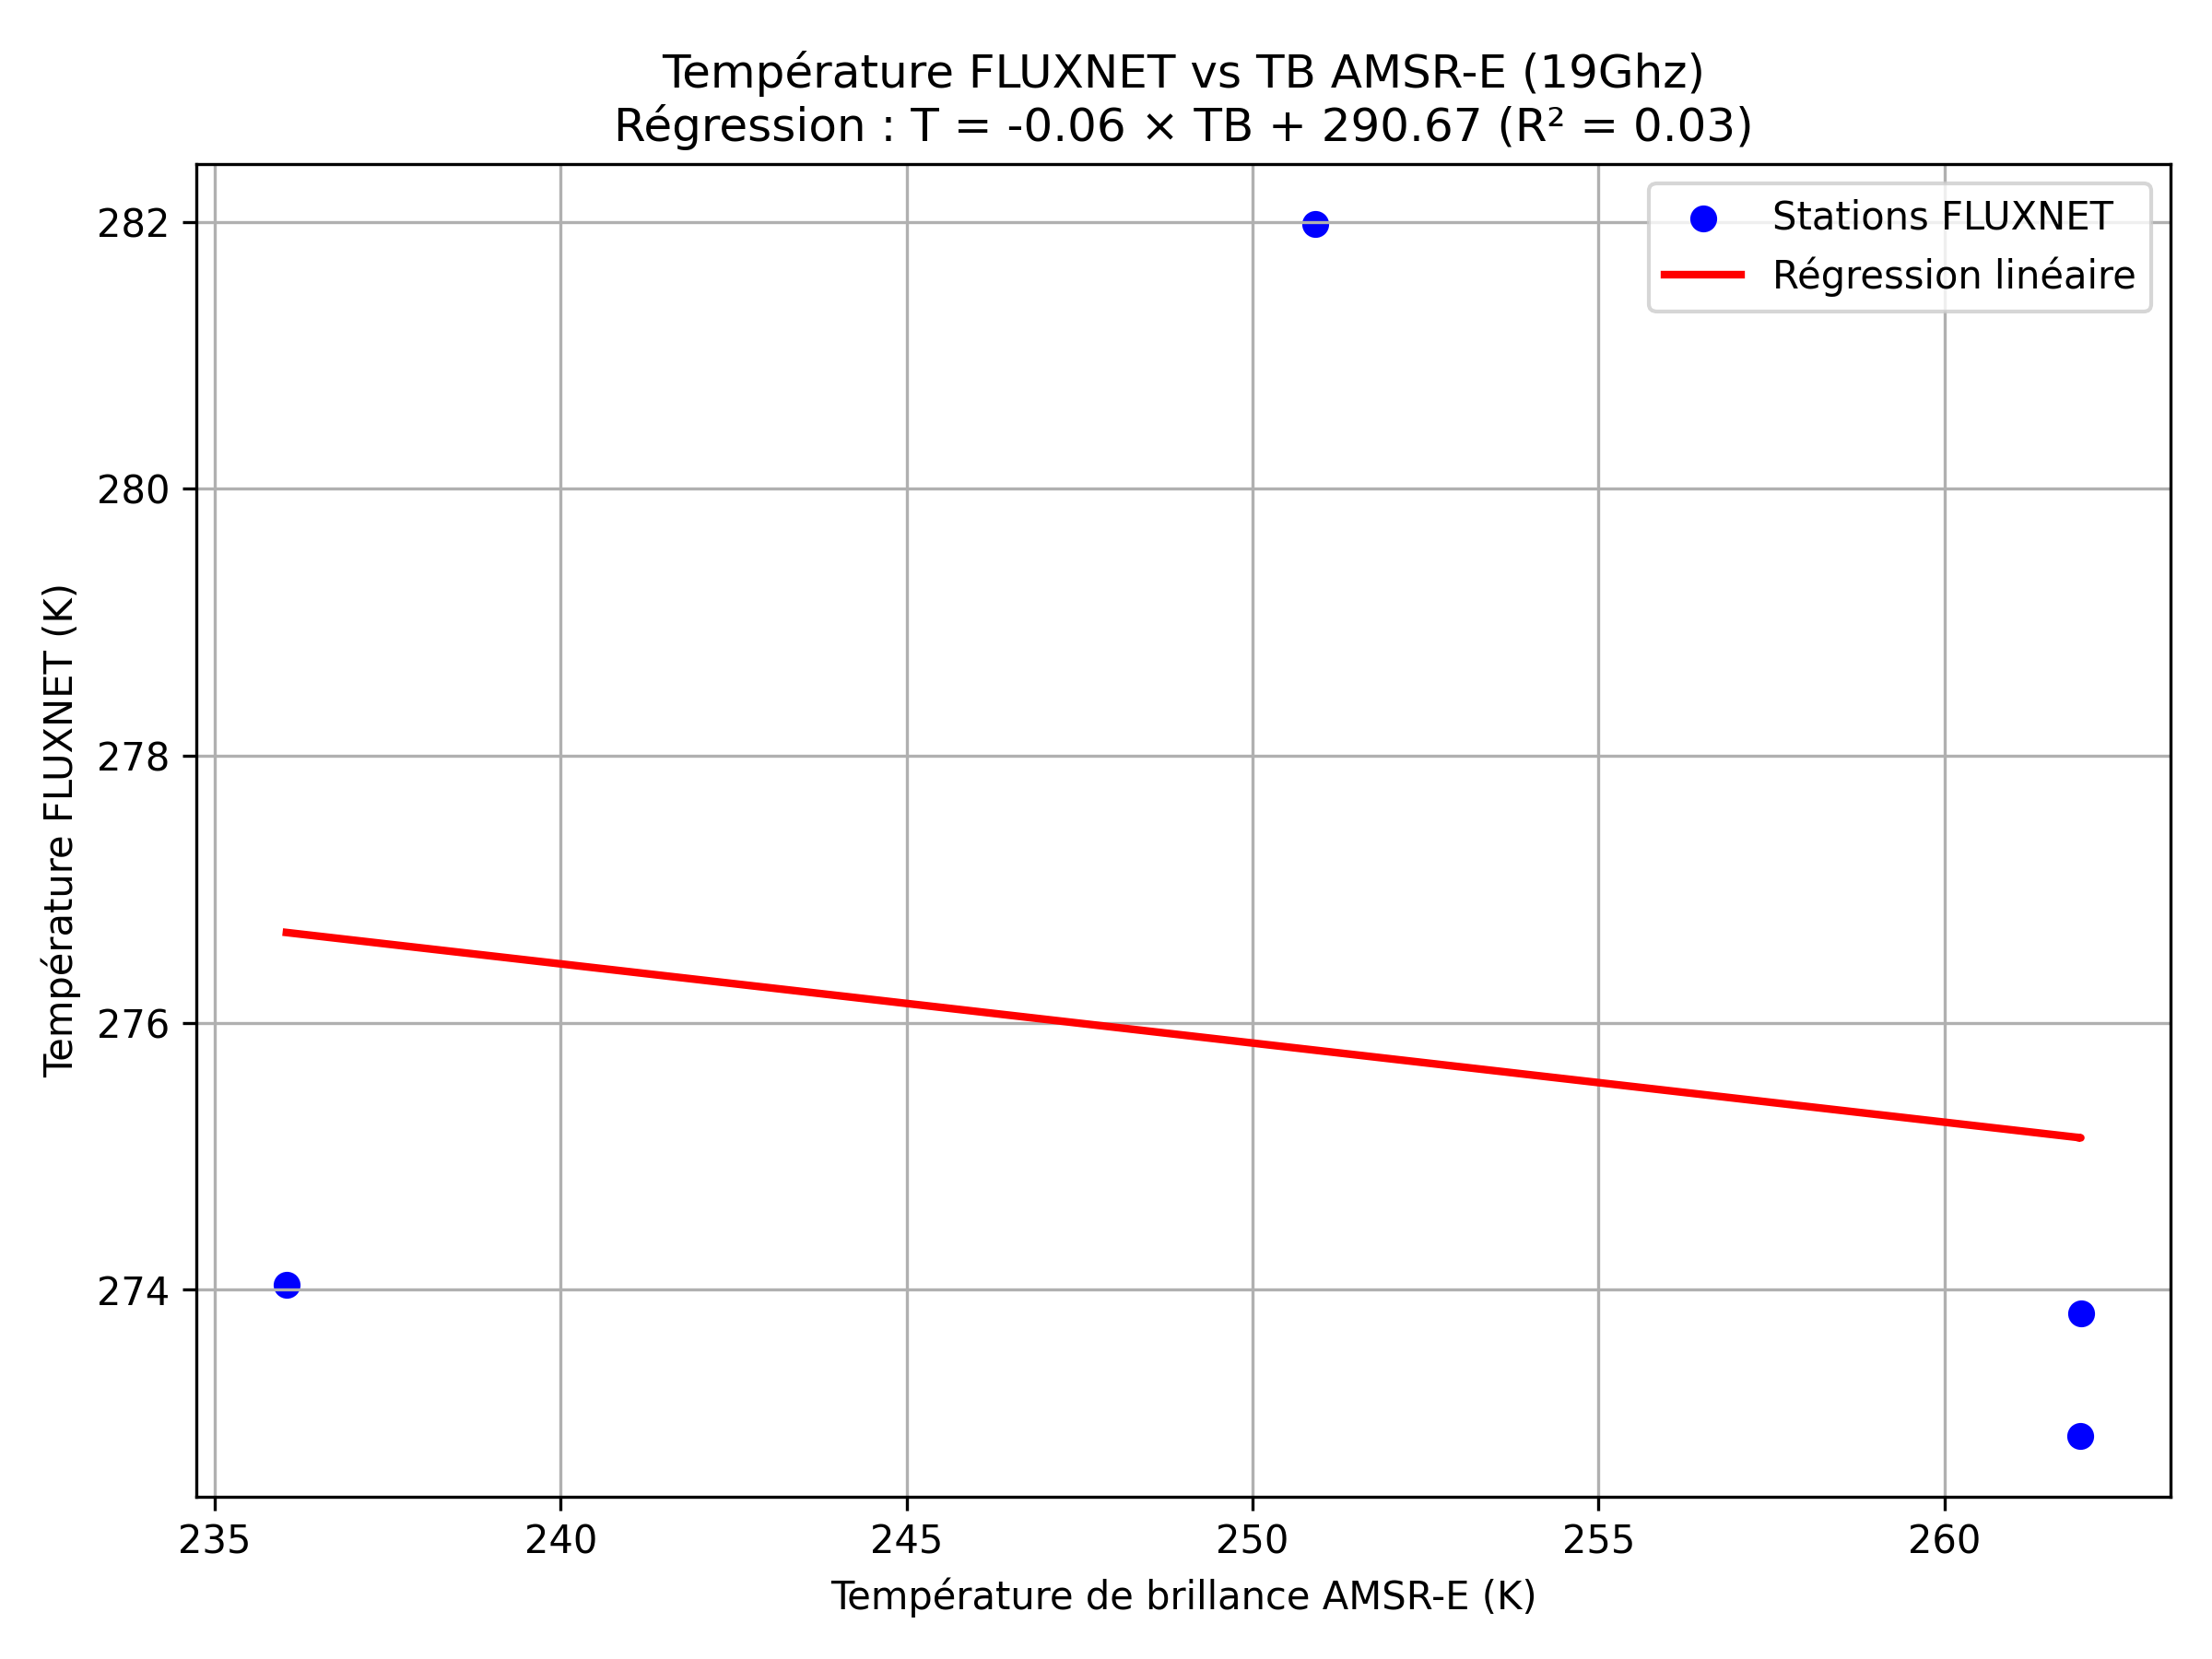 Température FLUXNET vs TB AMSR-E (19Ghz)
Régression : T = -0.06 × TB + 290.67 (R² = 0.03)
Stations FLUXNET
Régression linéaire
282
280
278
276
274
Température FLUXNET (K)
235
240
245
250
255
260
Température de brillance AMSR-E (K)